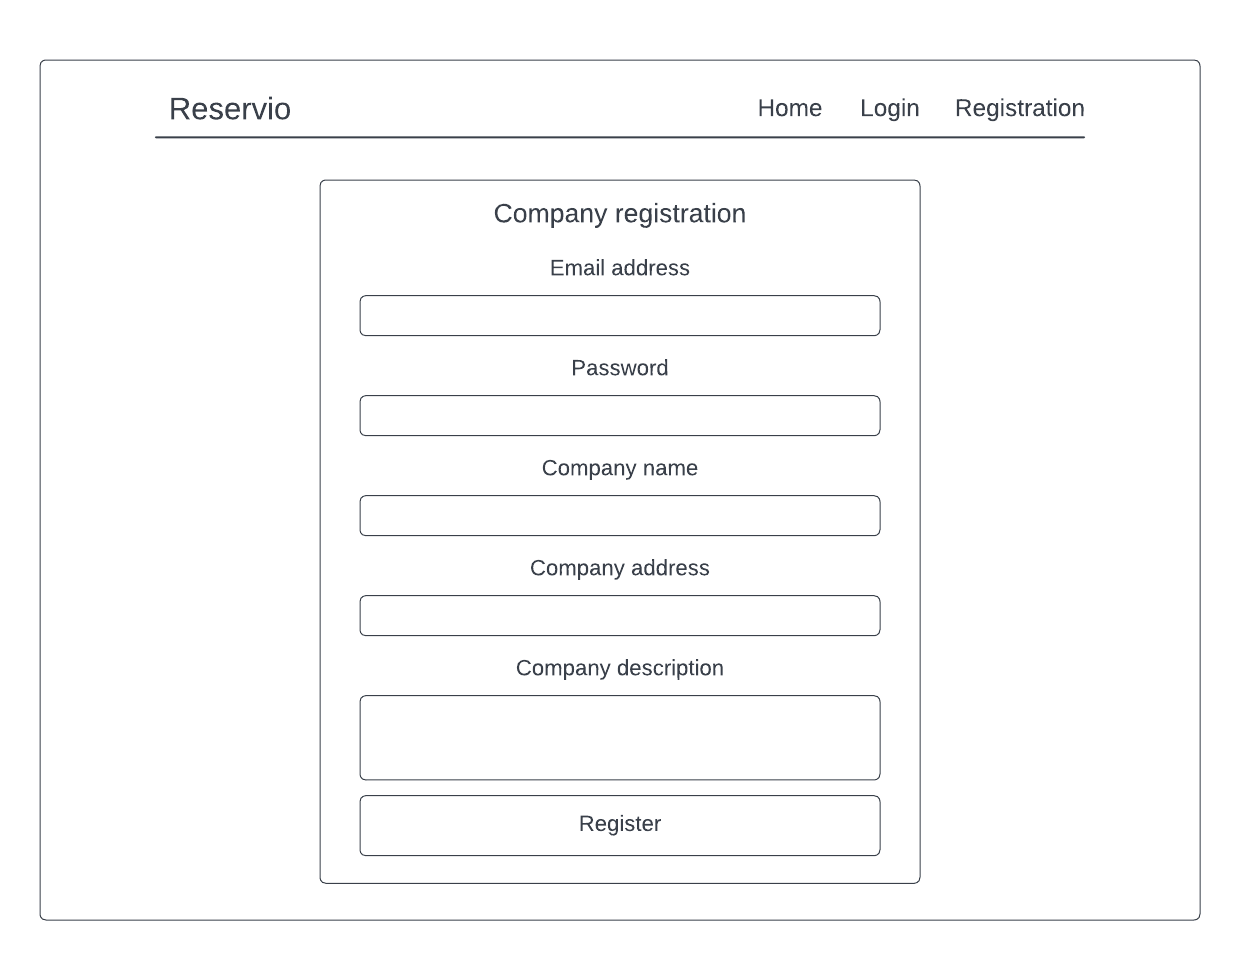 Reservio
Home Login Registration
Company registration
Email address
Password
Company name
Company address
Company description
Register